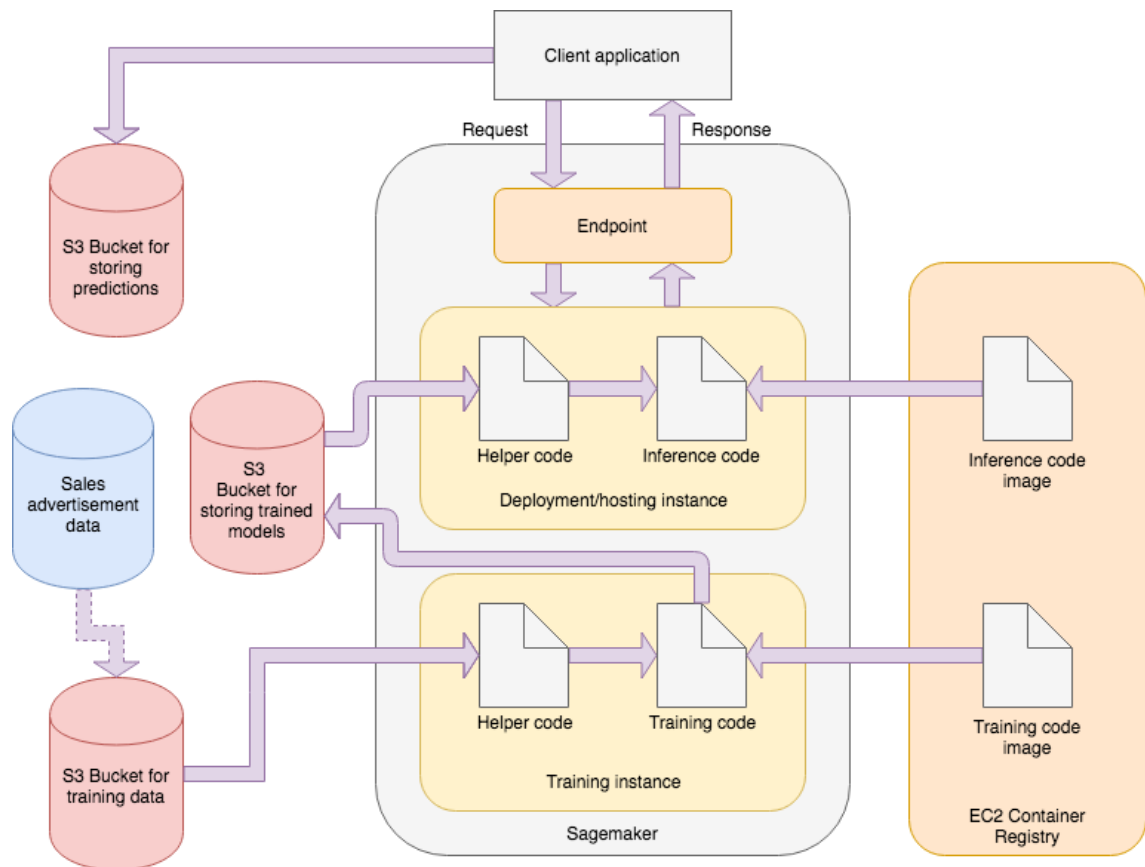 Client application
Request
Response
Endpoint
S3 Bucket for
storing
predictions
Helper code
Inference code
Deployment/hosting instance
Inference code
image
Sales
advertisement
data
S3
Bucket for
storing trained
models
Helper code
Training code
Training instance
Training code
image
S3 Bucket for
training data
Sagemaker
EC2 Container
Registry